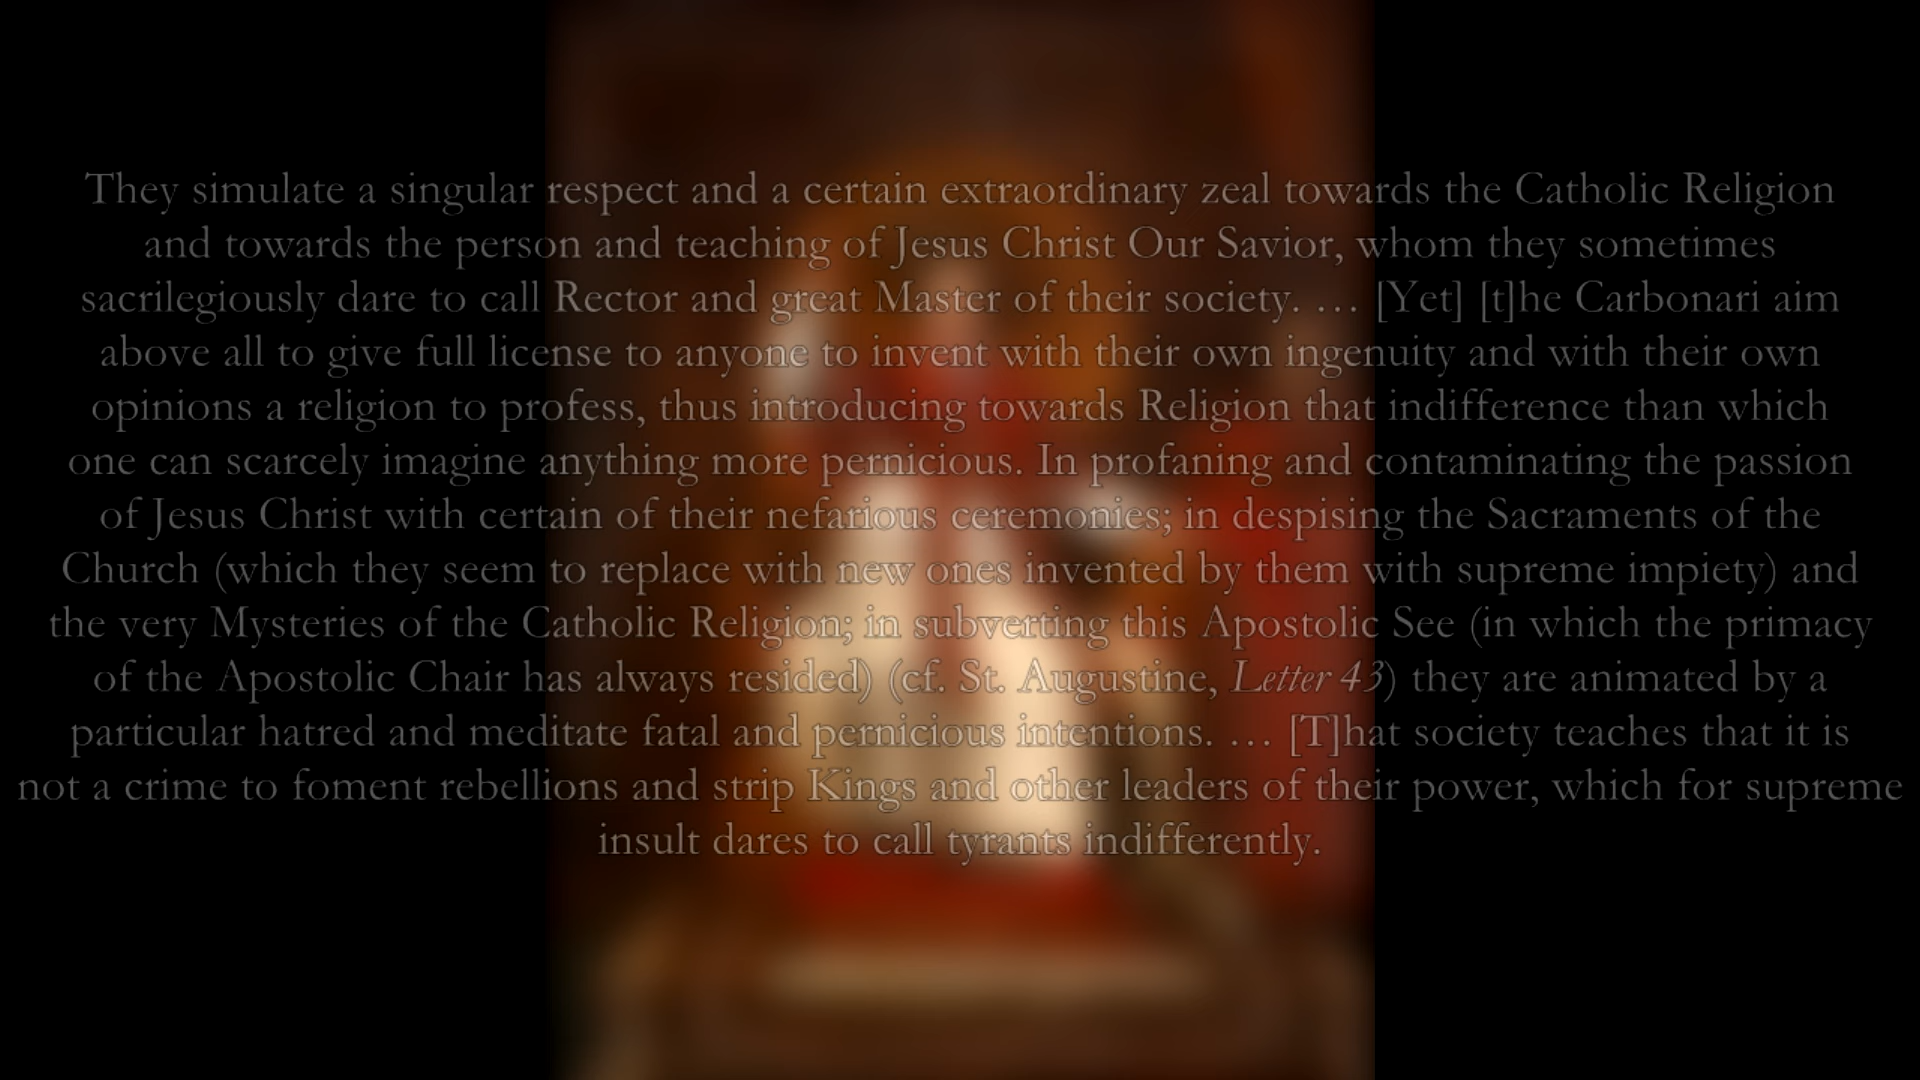 They simulate a singular respect and a certain extraordinary zeal towards the Catholic Religion
and towards the person and teaching of Jesus Christ Our Savior, whom they sometimes
sacrilegiously dare to call Rector and great Master of their society. … [Yet] [t]he Carbonari aim
above all to give full license to anyone to invent with their own ingenuity and with their own
opinions a religion to profess, thus introducing towards Religion that indifference than which
one can scarcely imagine anything more pernicious. In profaning and contaminating the passion
of Jesus Christ with certain of their nefarious ceremonies; in despising the Sacraments of the
Church (which they seem to replace with new ones invented by them with supreme impiety) and
the very Mysteries of the Catholic Religion; in subverting this Apostolic See (in which the primacy
of the Apostolic Chair has always resided) (cf. St. Augustine, Letter 43) they are animated by a
particular hatred and meditate fatal and pernicious intentions. … [T]hat society teaches that it is
not a crime to foment rebellions and strip Kings and other leaders of their power, which for supreme
insult dares to call tyrants indifferently.